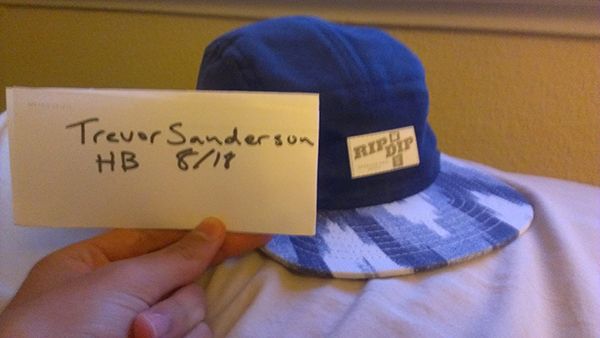 Trevor Sanderson
HB 8/18
RIP N DIP